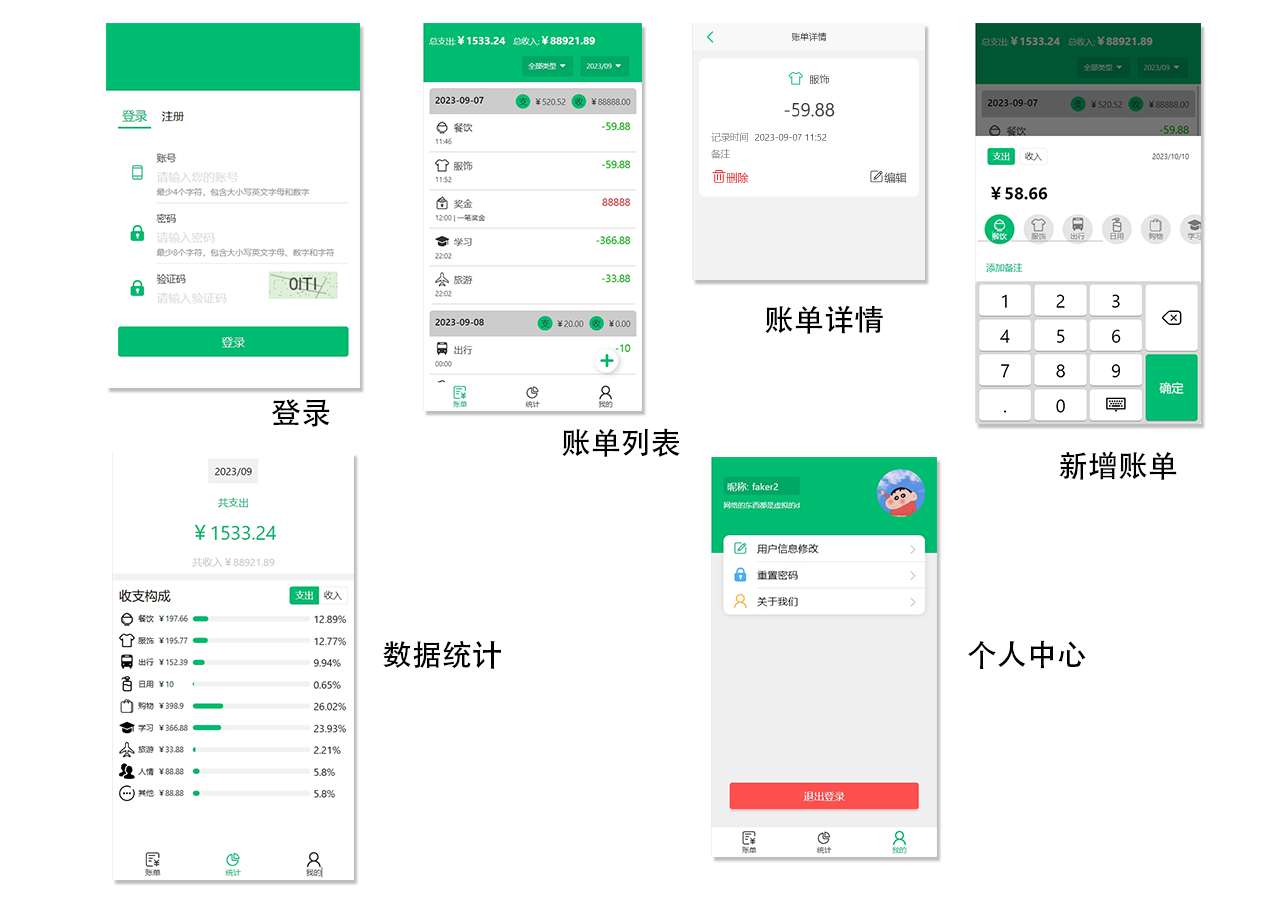 登录 注册
账号
请输入您的账号
最少4个字符，包含大小写英文字母和数字
密码
请输入密码
最少8个字符，包含大小写英文字母、数字和字符
验证码
请输入验证码
OITI
登录
登录
总支出:¥ 1533.24 总收入:¥ 88921.89
全部类型 2023/09
2023-09-07 支 ¥520.52 收 ¥88888.00
餐饮 -59.88
11:46
服饰 -59.88
11:52
奖金 88888
12:00 | 一笔奖金
学习 -366.88
22:02
旅游 -33.88
22:02
2023-09-08 支 ¥20.00 收 ¥0.00
出行 -10
00:00
账单 统计 我的
账单列表
账单详情
服饰
-59.88
记录时间 2023-09-07 11:52
备注
删除 编辑
账单详情
总支出:¥ 1533.24 总收入:¥ 88921.89
全部类型 2023/09
2023-09-07 支 ¥520.52 收 ¥88888.00
餐饮 -59.88
支出 收入 2023/10/10
¥ 58.66
餐饮 服饰 出行 日用 购物 学习
添加备注
1 2 3
4 5 6
7 8 9
确定
. 0
新增账单
2023/09
共支出
¥ 1533.24
共收入 ¥ 88921.89
收支构成 支出 收入
餐饮 ¥197.66 12.89%
服饰 ¥195.77 12.77%
出行 ¥152.39 9.94%
日用 ¥10 0.65%
购物 ¥398.9 26.02%
学习 ¥366.88 23.93%
旅游 ¥33.88 2.21%
人情 ¥88.88 5.8%
其他 ¥88.88 5.8%
账单 统计 我的
数据统计
昵称: faker2
网络的东西都是虚拟的d
用户信息修改
重置密码
关于我们
退出登录
账单 统计 我的
个人中心